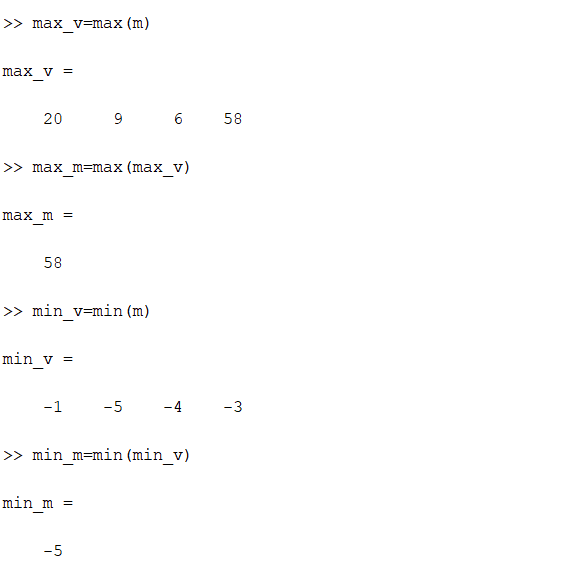 >> max_v=max(m)
max_v =
20 9 6 58
>> max_m=max(max_v)
max_m =
58
>> min_v=min(m)
min_v =
-1 -5 -4 -3
>> min_m=min(min_v)
min_m =
-5